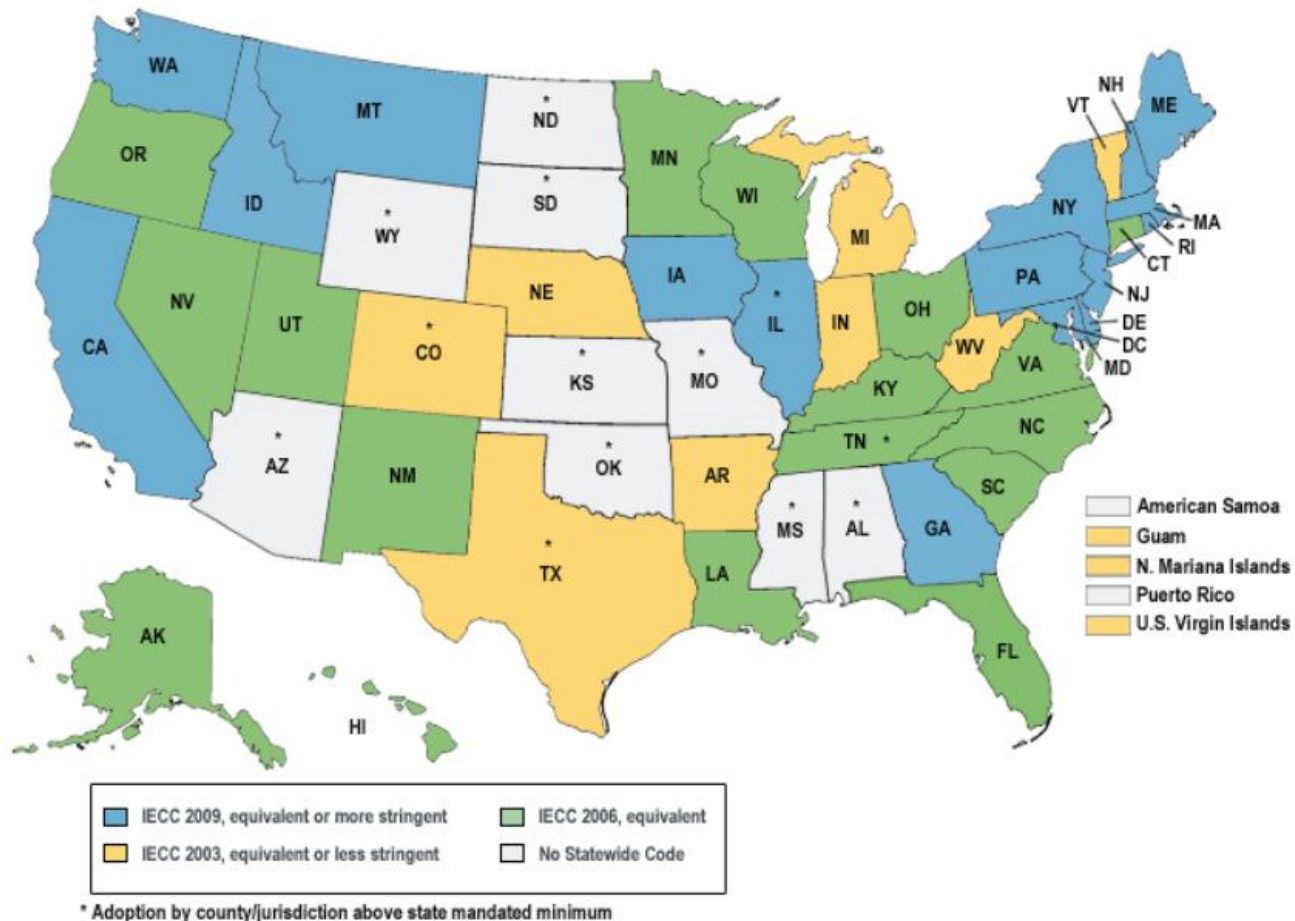 WA
MT
*
ND
MN
VT
NH
ME
OR
ID
*
WY
*
SD
WI
MI
NY
MA
RI
CT
NV
UT
*
CO
NE
IA
*
IL
IN
OH
PA
NJ
DE
DC
MD
CA
*
KS
*
MO
KY
WV
VA
*
AZ
NM
*
OK
AR
TN *
NC
SC
*
TX
LA
*
MS
*
AL
GA
FL
AK
HI
American Samoa
Guam
N. Mariana Islands
Puerto Rico
U.S. Virgin Islands
IECC 2009, equivalent or more stringent
IECC 2006, equivalent
IECC 2003, equivalent or less stringent
No Statewide Code
* Adoption by county/jurisdiction above state mandated minimum